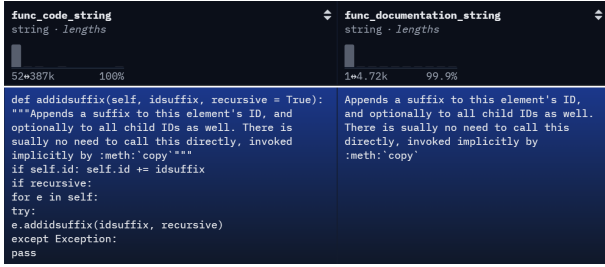 func_code_string
string · lengths
52↔387k 100%
def addidsuffix(self, idsuffix, recursive = True):
"""Appends a suffix to this element's ID, and
optionally to all child IDs as well. There is
sually no need to call this directly, invoked
implicitly by :meth:`copy`"""
if self.id: self.id += idsuffix
if recursive:
for e in self:
try:
e.addidsuffix(idsuffix, recursive)
except Exception:
pass
func_documentation_string
string · lengths
1↔4.72k 99.9%
Appends a suffix to this element's ID,
and optionally to all child IDs as well.
There is sually no need to call this
directly, invoked implicitly by
:meth:`copy`